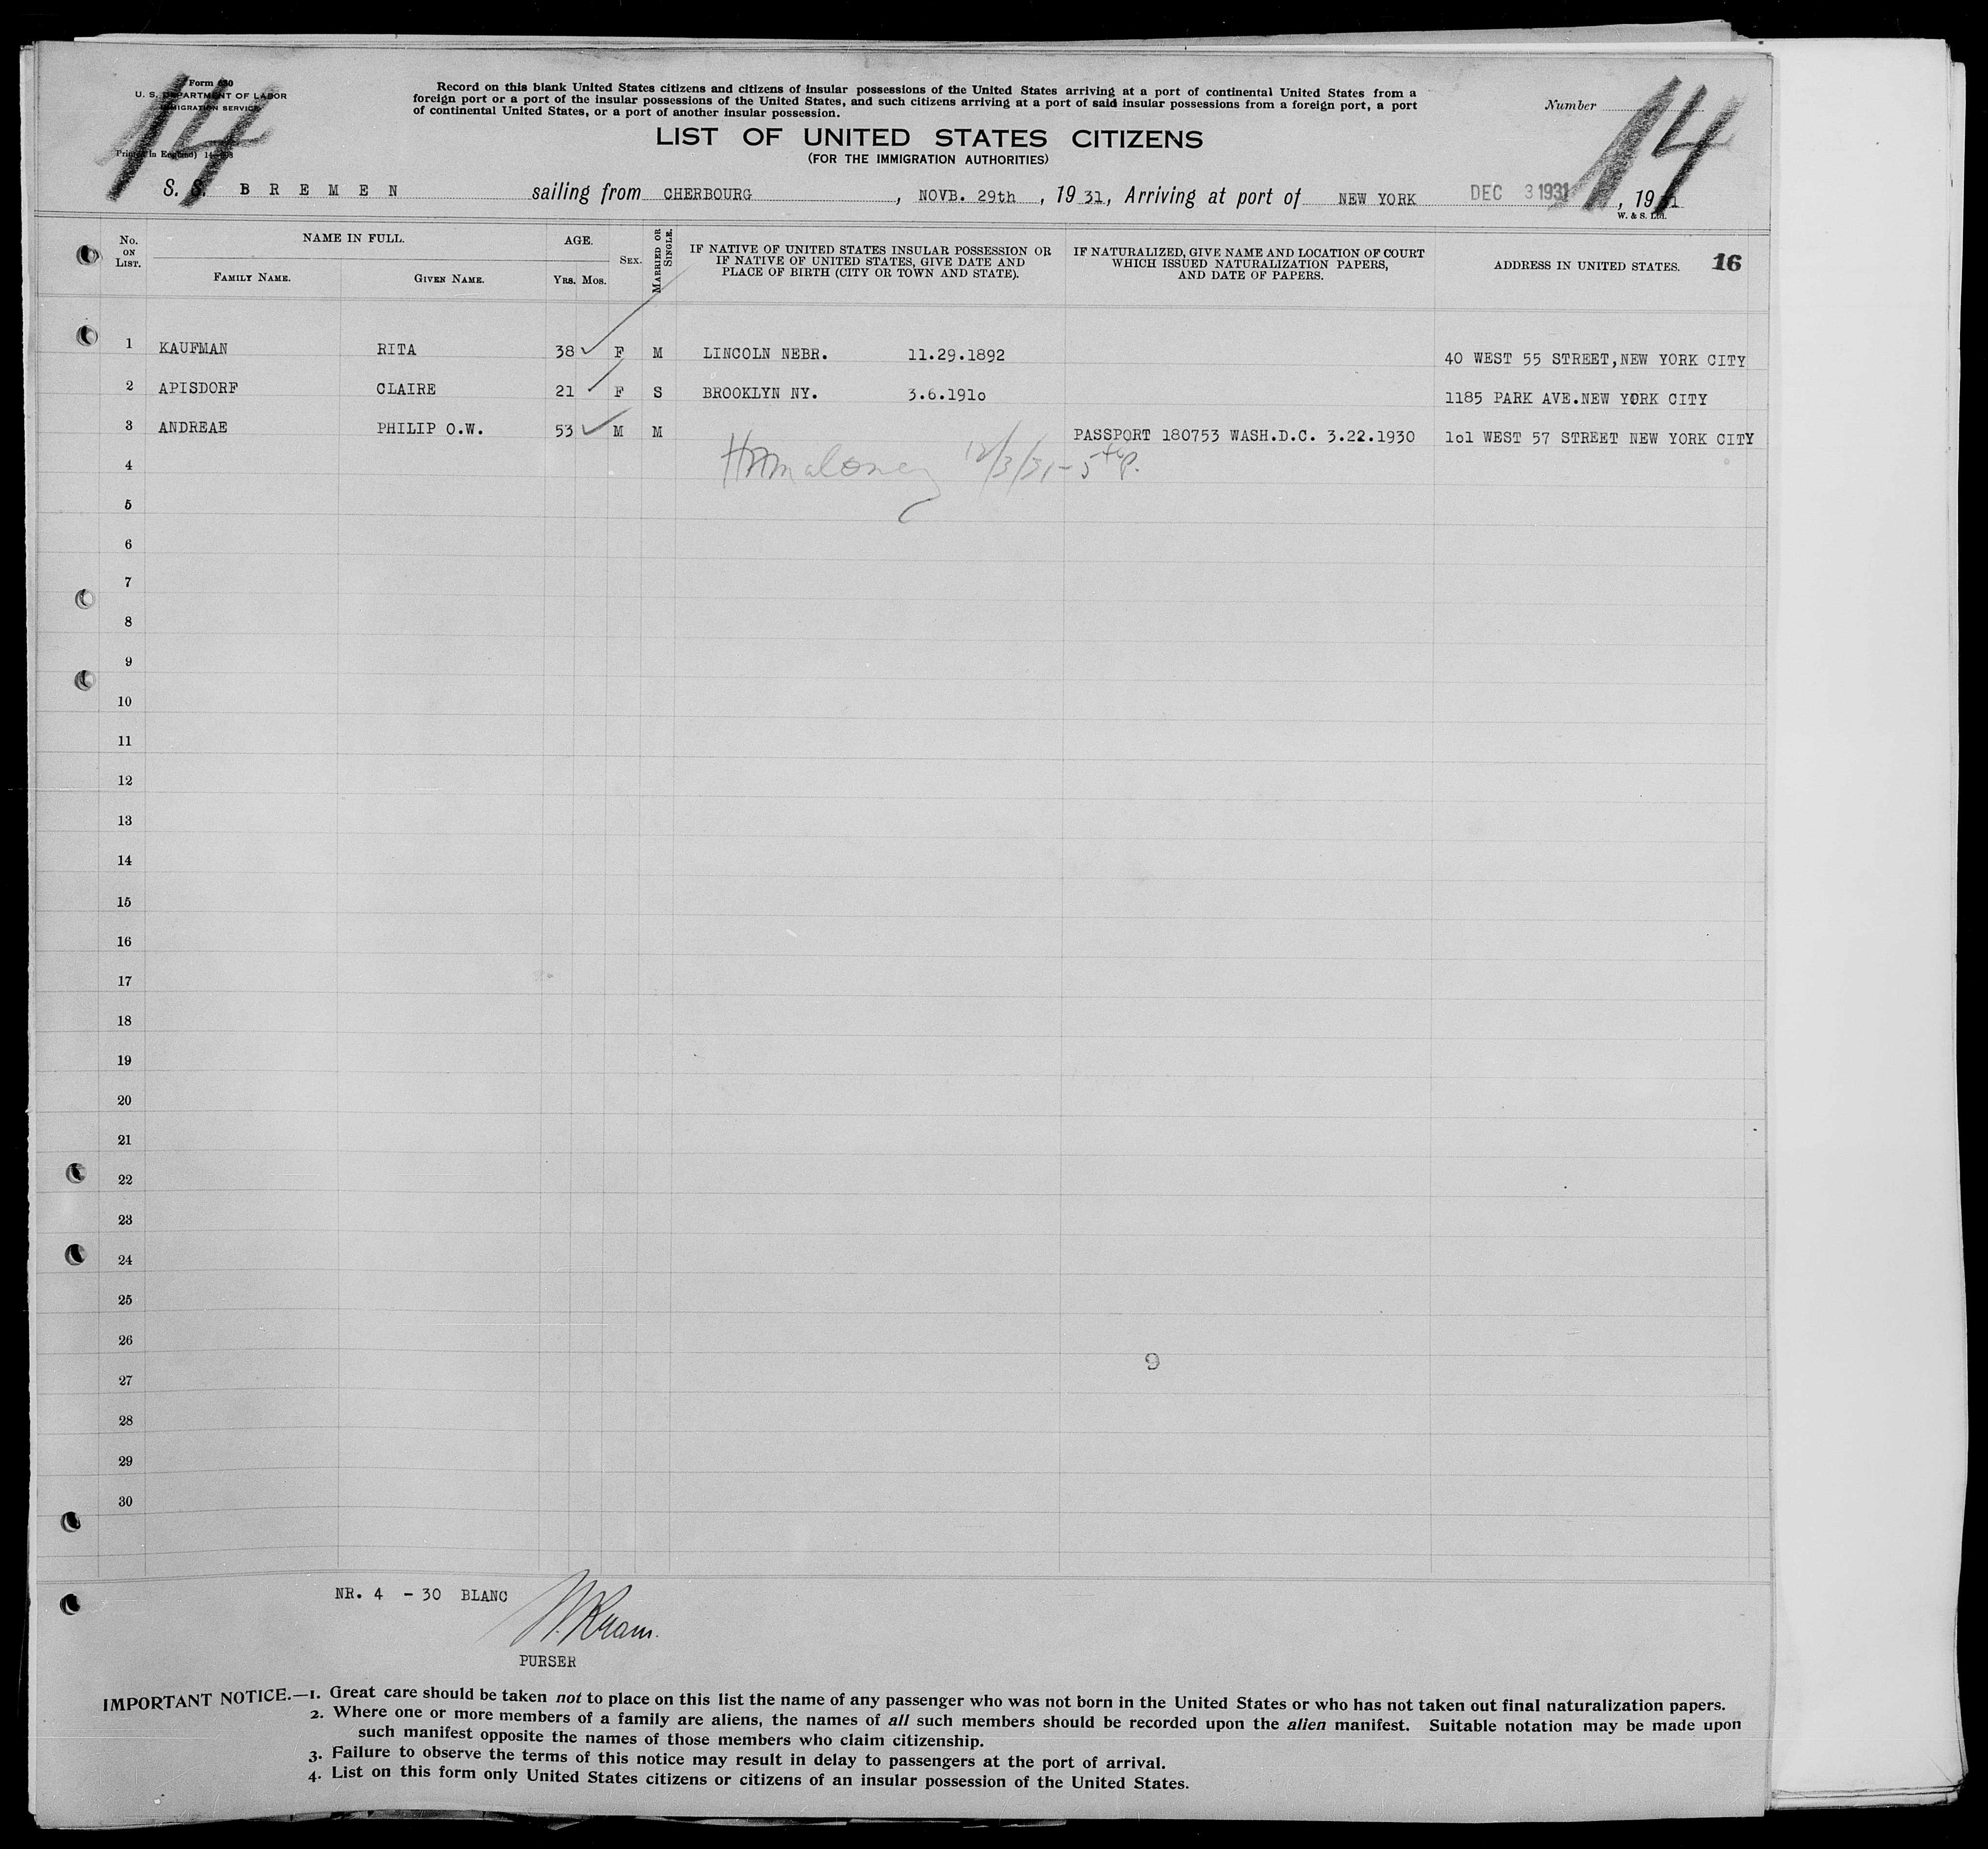 Form 630
U. S. DEPARTMENT OF LABOR
IMMIGRATION SERVICE
Printed in England)
Record on this blank United States citizens and citizens of insular possessions of the United States arriving at a port of continental United States from a
foreign port or a port of the insular possessions of the United States, and such citizens arriving at a port of said insular possessions from a foreign port, a port
of continental United States, or a port of another insular possession.
Number
14
14
LIST OF UNITED STATES CITIZENS
(FOR THE IMMIGRATION AUTHORITIES)
S. S. BREMEN sailing from CHERBOURG, NOVB. 29th, 19 31, Arriving at port of NEW YORK DEC 3 1931, 1931
W. & S. Ltd.
No. ON LIST. NAME IN FULL. FAMILY NAME. GIVEN NAME. AGE. YRS. MOS. SEX. MARRIED OR SINGLE. IF NATIVE OF UNITED STATES INSULAR POSSESSION OR IF NATIVE OF UNITED STATES, GIVE DATE AND PLACE OF BIRTH (CITY OR TOWN AND STATE). IF NATURALIZED, GIVE NAME AND LOCATION OF COURT WHICH ISSUED NATURALIZATION PAPERS, AND DATE OF PAPERS. ADDRESS IN UNITED STATES. 16
1 KAUFMAN RITA 38 F M LINCOLN NEBR. 11.29.1892 40 WEST 55 STREET,NEW YORK CITY
2 APISDORF CLAIRE 21 F S BROOKLYN NY. 3.6.191o 1185 PARK AVE.NEW YORK CITY
3 ANDREAE PHILIP O.W. 53 M M PASSPORT 180753 WASH.D.C. 3.22.1930 1o1 WEST 57 STREET NEW YORK CITY
4 Maloney 12/3/31
5
6
7
8
9
10
11
12
13
14
15
16
17
18
19
20
21
22
23
24
25
26
9
27
28
29
30
NR. 4 - 30 BLANC
PURSER
IMPORTANT NOTICE.—1. Great care should be taken not to place on this list the name of any passenger who was not born in the United States or who has not taken out final naturalization papers.
2. Where one or more members of a family are aliens, the names of all such members should be recorded upon the alien manifest. Suitable notation may be made upon
such manifest opposite the names of those members who claim citizenship.
3. Failure to observe the terms of this notice may result in delay to passengers at the port of arrival.
4. List on this form only United States citizens or citizens of an insular possession of the United States.